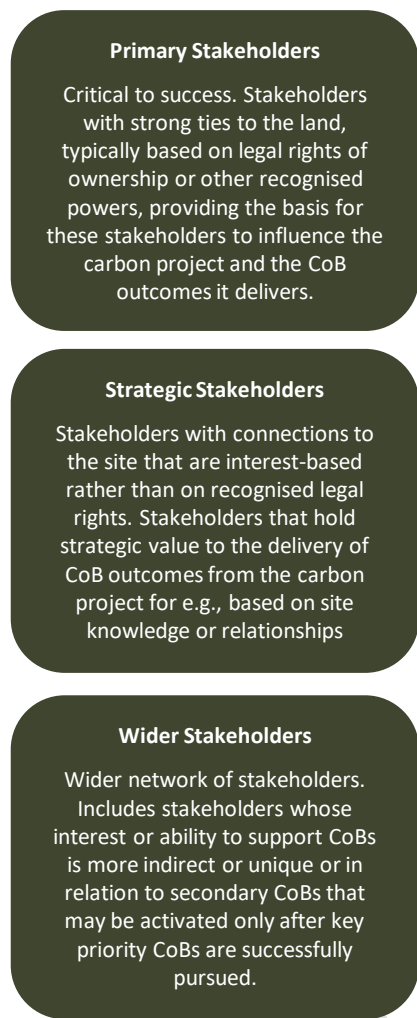 Primary Stakeholders
Critical to success. Stakeholders
with strong ties to the land,
typically based on legal rights of
ownership or other recognised
powers, providing the basis for
these stakeholders to influence the
carbon project and the CoB
outcomes it delivers.
Strategic Stakeholders
Stakeholders with connections to
the site that are interest-based
rather than on recognised legal
rights. Stakeholders that hold
strategic value to the delivery of
CoB outcomes from the carbon
project for e.g., based on site
knowledge or relationships
Wider Stakeholders
Wider network of stakeholders.
Includes stakeholders whose
interest or ability to support CoBs
is more indirect or unique or in
relation to secondary CoBs that
may be activated only after key
priority CoBs are successfully
pursued.